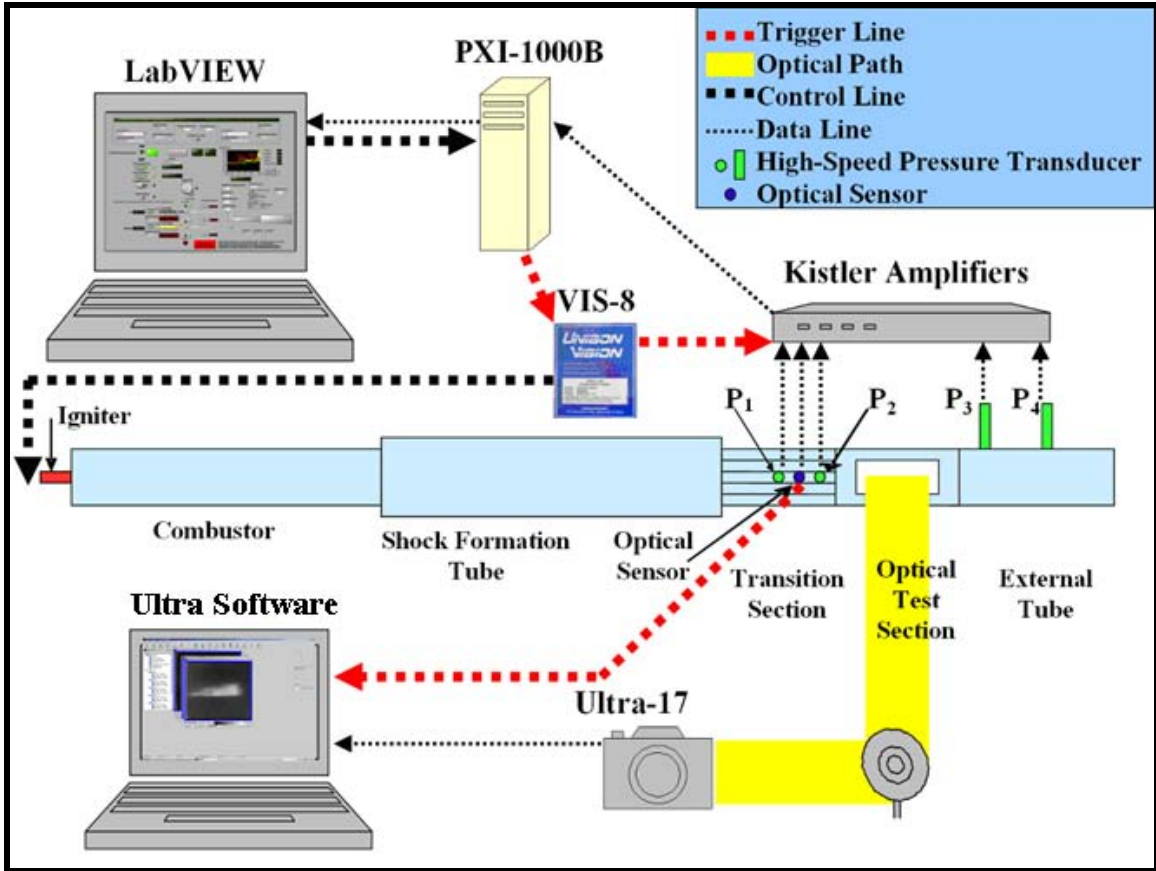 Trigger Line
Optical Path
Control Line
Data Line
High-Speed Pressure Transducer
Optical Sensor
LabVIEW
PXI-1000B
VIS-8
UNISON
VISION
Kistler Amplifiers
Igniter
P1
P2
P3
P4
Combustor
Shock Formation
Tube
Optical
Sensor
Transition
Section
Optical
Test
Section
External
Tube
Ultra Software
Ultra-17